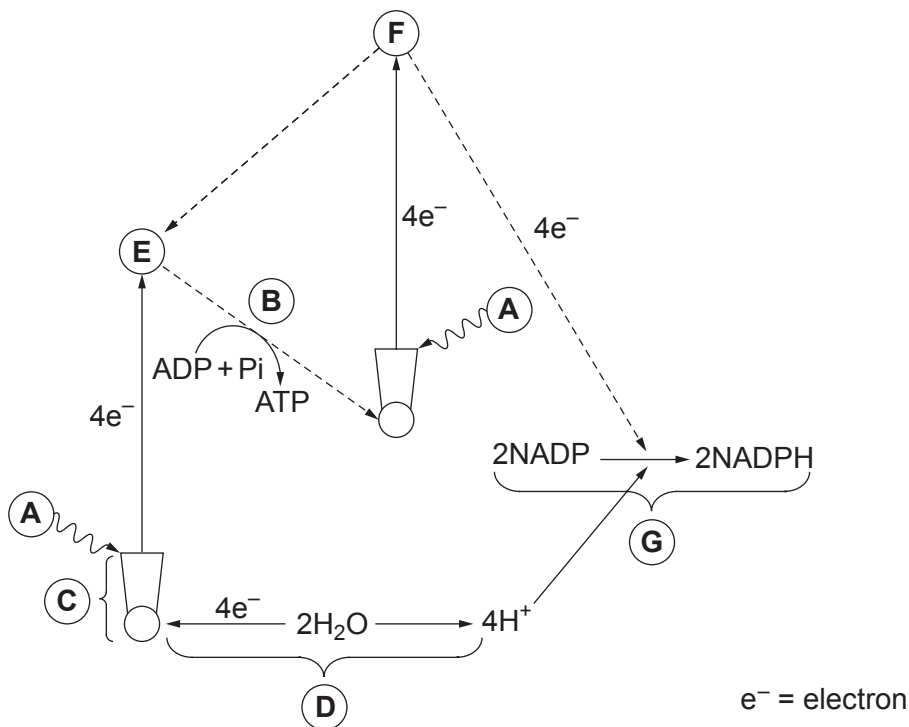 F
4e⁻
4e⁻
E
B
A
ADP + Pi
ATP
4e⁻
2NADP
2NADPH
A
G
C
4e⁻
2H₂O
4H⁺
D
e⁻ = electron